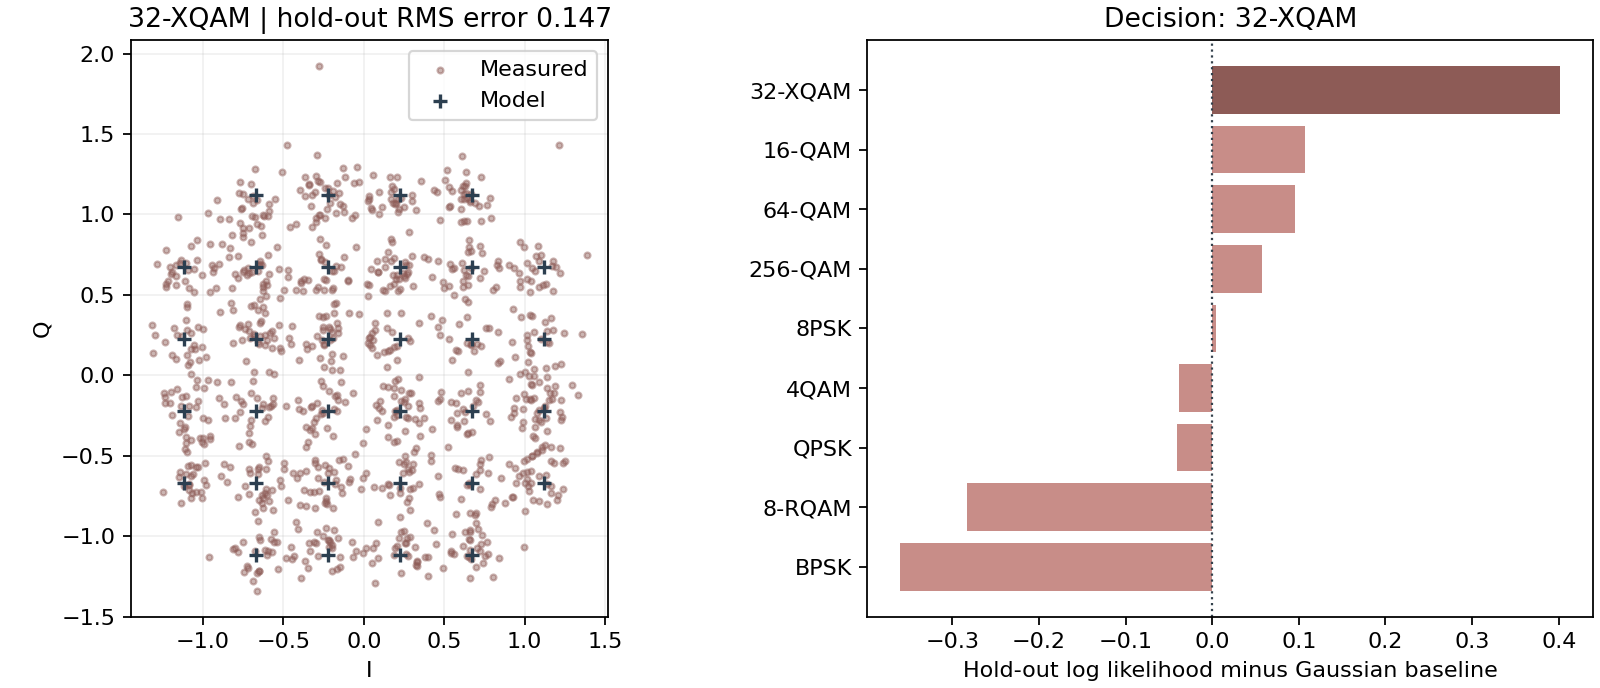 32-XQAM | hold-out RMS error 0.147
Measured
Model
2.0
1.5
1.0
0.5
0.0
−0.5
−1.0
−1.5
Q
−1.0 −0.5 0.0 0.5 1.0 1.5
I
Decision: 32-XQAM
32-XQAM
16-QAM
64-QAM
256-QAM
8PSK
4QAM
QPSK
8-RQAM
BPSK
−0.3 −0.2 −0.1 0.0 0.1 0.2 0.3 0.4
Hold-out log likelihood minus Gaussian baseline